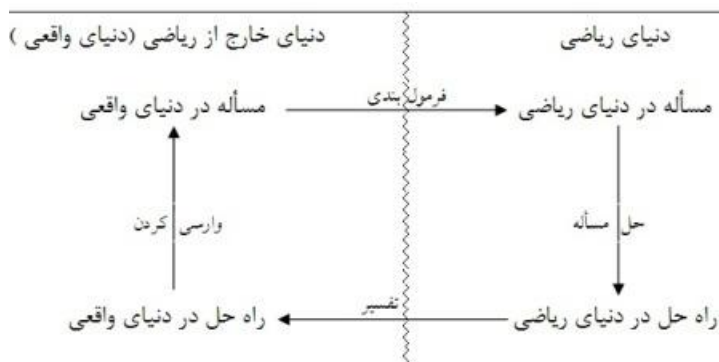 دنیای ریاضی
دنیای خارج از ریاضی (دنیای واقعی )
مسأله در دنیای ریاضی
فرمول بندی
مسأله در دنیای واقعی
حل مسأله
وارسی کردن
راه حل در دنیای ریاضی
تفسیر
راه حل در دنیای واقعی